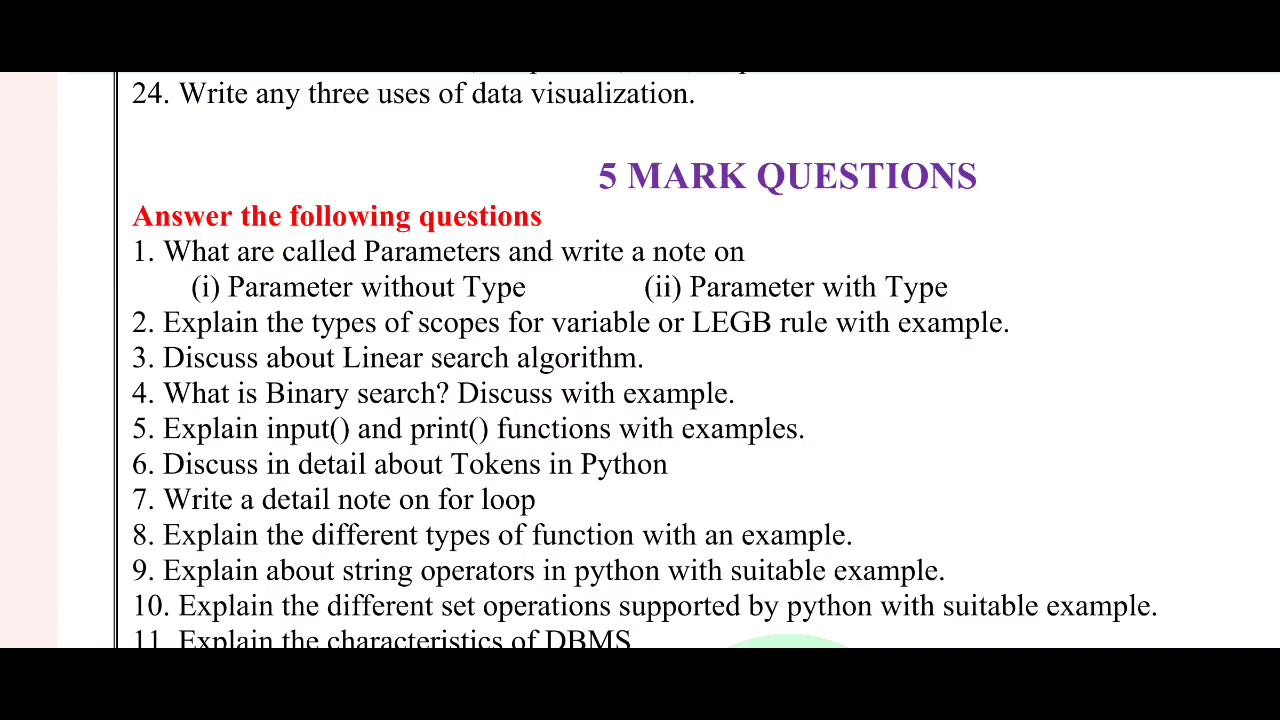 24. Write any three uses of data visualization.
5 MARK QUESTIONS
Answer the following questions
1. What are called Parameters and write a note on
(i) Parameter without Type (ii) Parameter with Type
2. Explain the types of scopes for variable or LEGB rule with example.
3. Discuss about Linear search algorithm.
4. What is Binary search? Discuss with example.
5. Explain input() and print() functions with examples.
6. Discuss in detail about Tokens in Python
7. Write a detail note on for loop
8. Explain the different types of function with an example.
9. Explain about string operators in python with suitable example.
10. Explain the different set operations supported by python with suitable example.
11. Explain the characteristics of DBMS